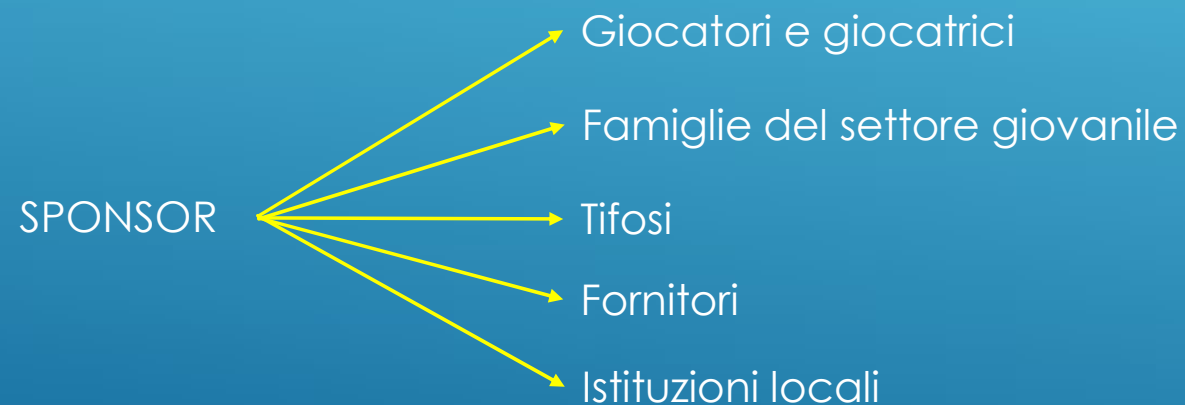 Giocatori e giocatrici
Famiglie del settore giovanile
SPONSOR
Tifosi
Fornitori
Istituzioni locali